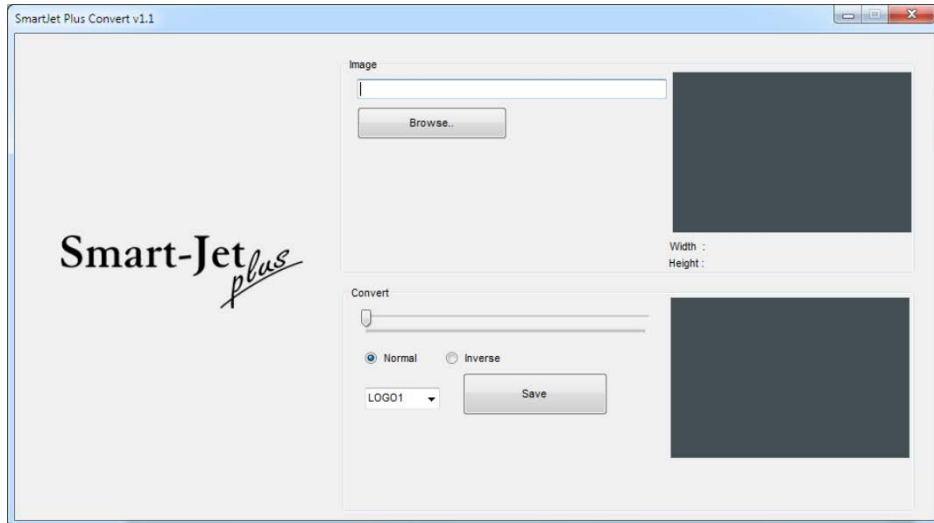 SmartJet Plus Convert v1.1
Image
Browse..
Width :
Height :
Smart-Jet plus
Convert
Normal
Inverse
LOGO1
Save